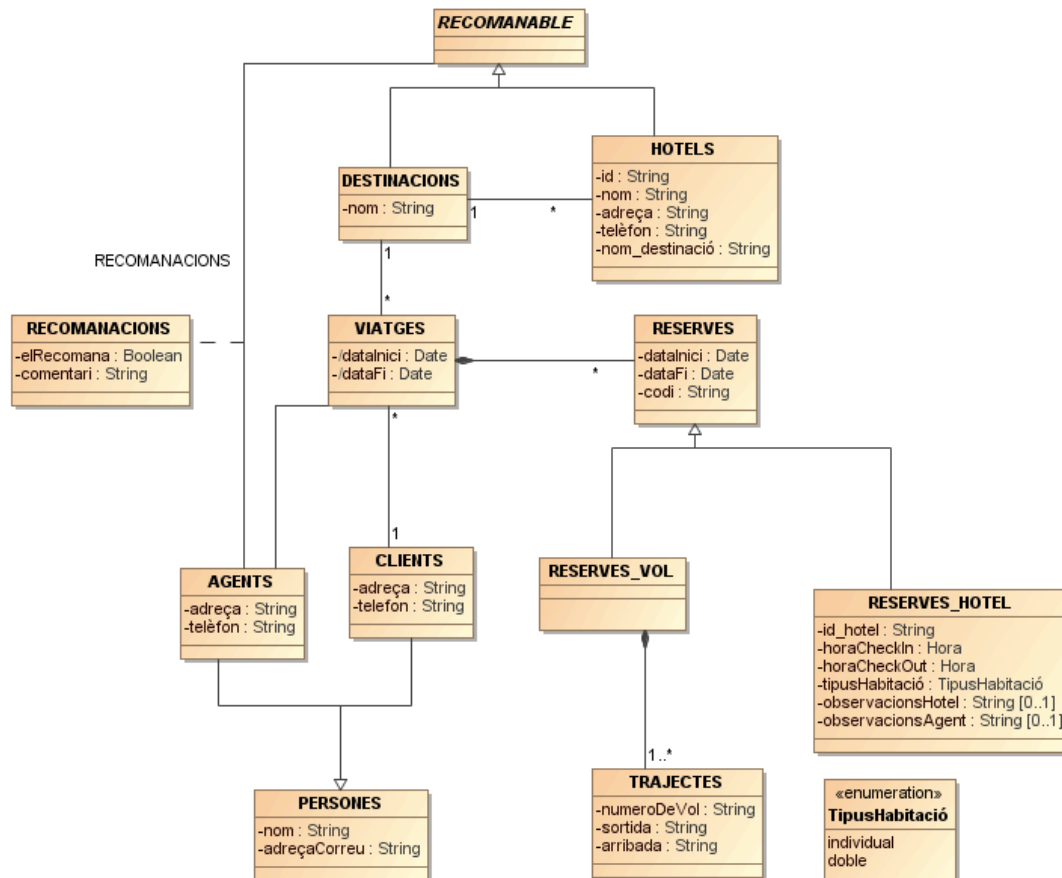 RECOMANABLE
HOTELS
-id : String
-nom : String
-adreça : String
-telèfon : String
-nom_destinació : String
DESTINACIONS
-nom : String
1
*
1
*
RECOMANACIONS
RECOMANACIONS
-elRecomana : Boolean
-comentari : String
VIATGES
-/dataInici : Date
-/dataFi : Date
*
*
1
RESERVES
-dataInici : Date
-dataFi : Date
-codi : String
AGENTS
-adreça : String
-telèfon : String
CLIENTS
-adreça : String
-telefon : String
RESERVES_VOL
RESERVES_HOTEL
-id_hotel : String
-horaCheckIn : Hora
-horaCheckOut : Hora
-tipusHabitació : TipusHabitació
-observacionsHotel : String [0..1]
-observacionsAgent : String [0..1]
1..*
PERSONES
-nom : String
-adreçaCorreu : String
TRAJECTES
-numeroDeVol : String
-sortida : String
-arribada : String
«enumeration»
TipusHabitació
individual
doble